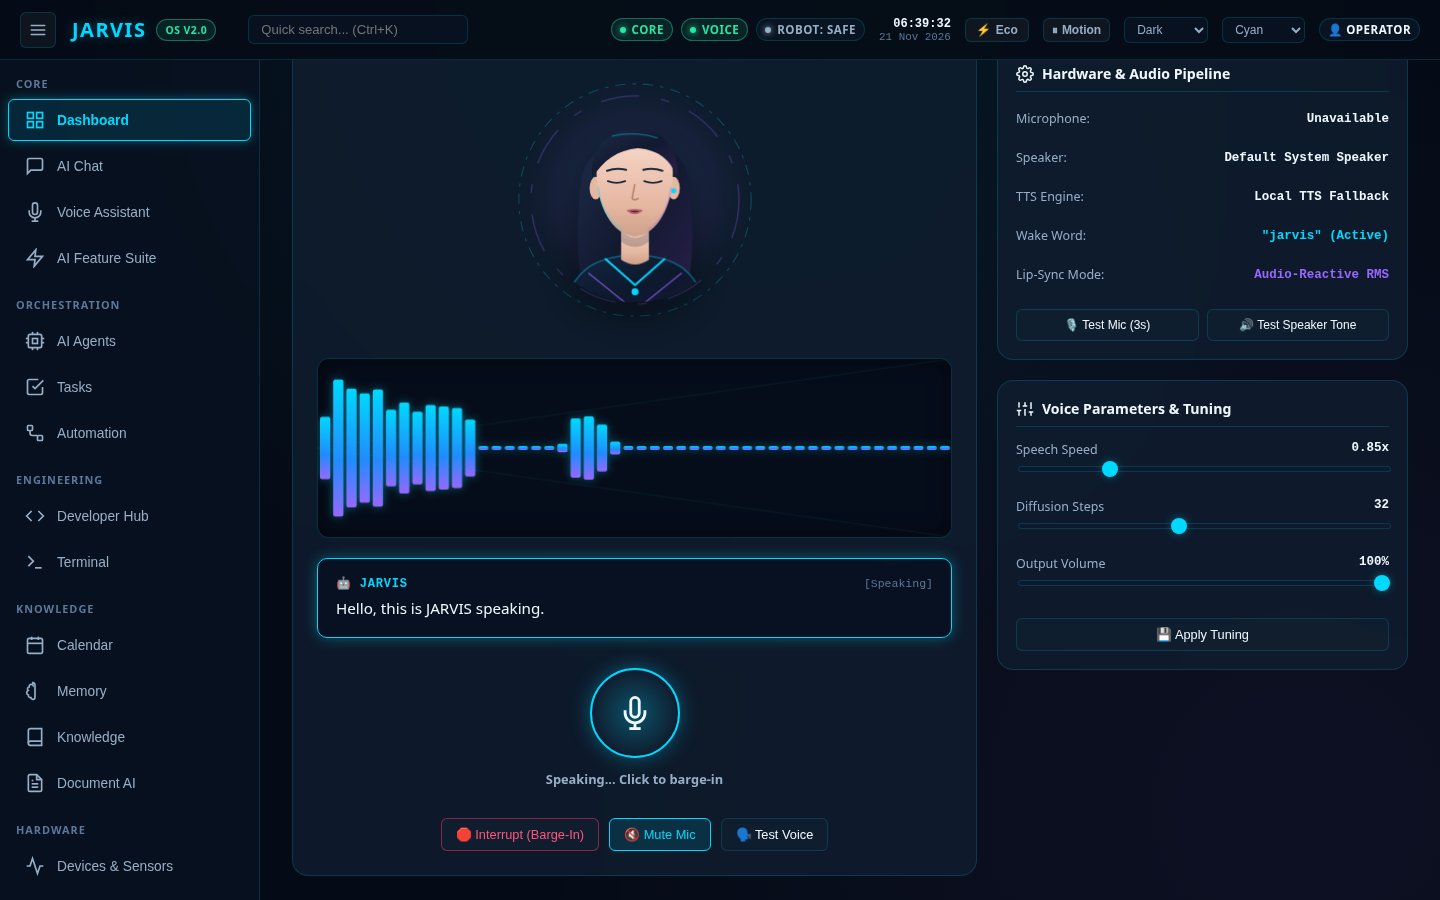 JARVIS
OS V2.0
Quick search... (Ctrl+K)
CORE
VOICE
ROBOT: SAFE
06:39:32
21 Nov 2026
⚡ Eco
Motion
Dark
Cyan
👤 OPERATOR
CORE
Dashboard
AI Chat
Voice Assistant
AI Feature Suite
ORCHESTRATION
AI Agents
Tasks
Automation
ENGINEERING
Developer Hub
Terminal
KNOWLEDGE
Calendar
Memory
Knowledge
Document AI
HARDWARE
Devices & Sensors
🤖 JARVIS
[Speaking]
Hello, this is JARVIS speaking.
Speaking... Click to barge-in
🛑 Interrupt (Barge-In)
🔇 Mute Mic
🗣️ Test Voice
Hardware & Audio Pipeline
Microphone: Unavailable
Speaker: Default System Speaker
TTS Engine: Local TTS Fallback
Wake Word: "jarvis" (Active)
Lip-Sync Mode: Audio-Reactive RMS
🎙️ Test Mic (3s)
🔊 Test Speaker Tone
Voice Parameters & Tuning
Speech Speed 0.85x
Diffusion Steps 32
Output Volume 100%
💾 Apply Tuning